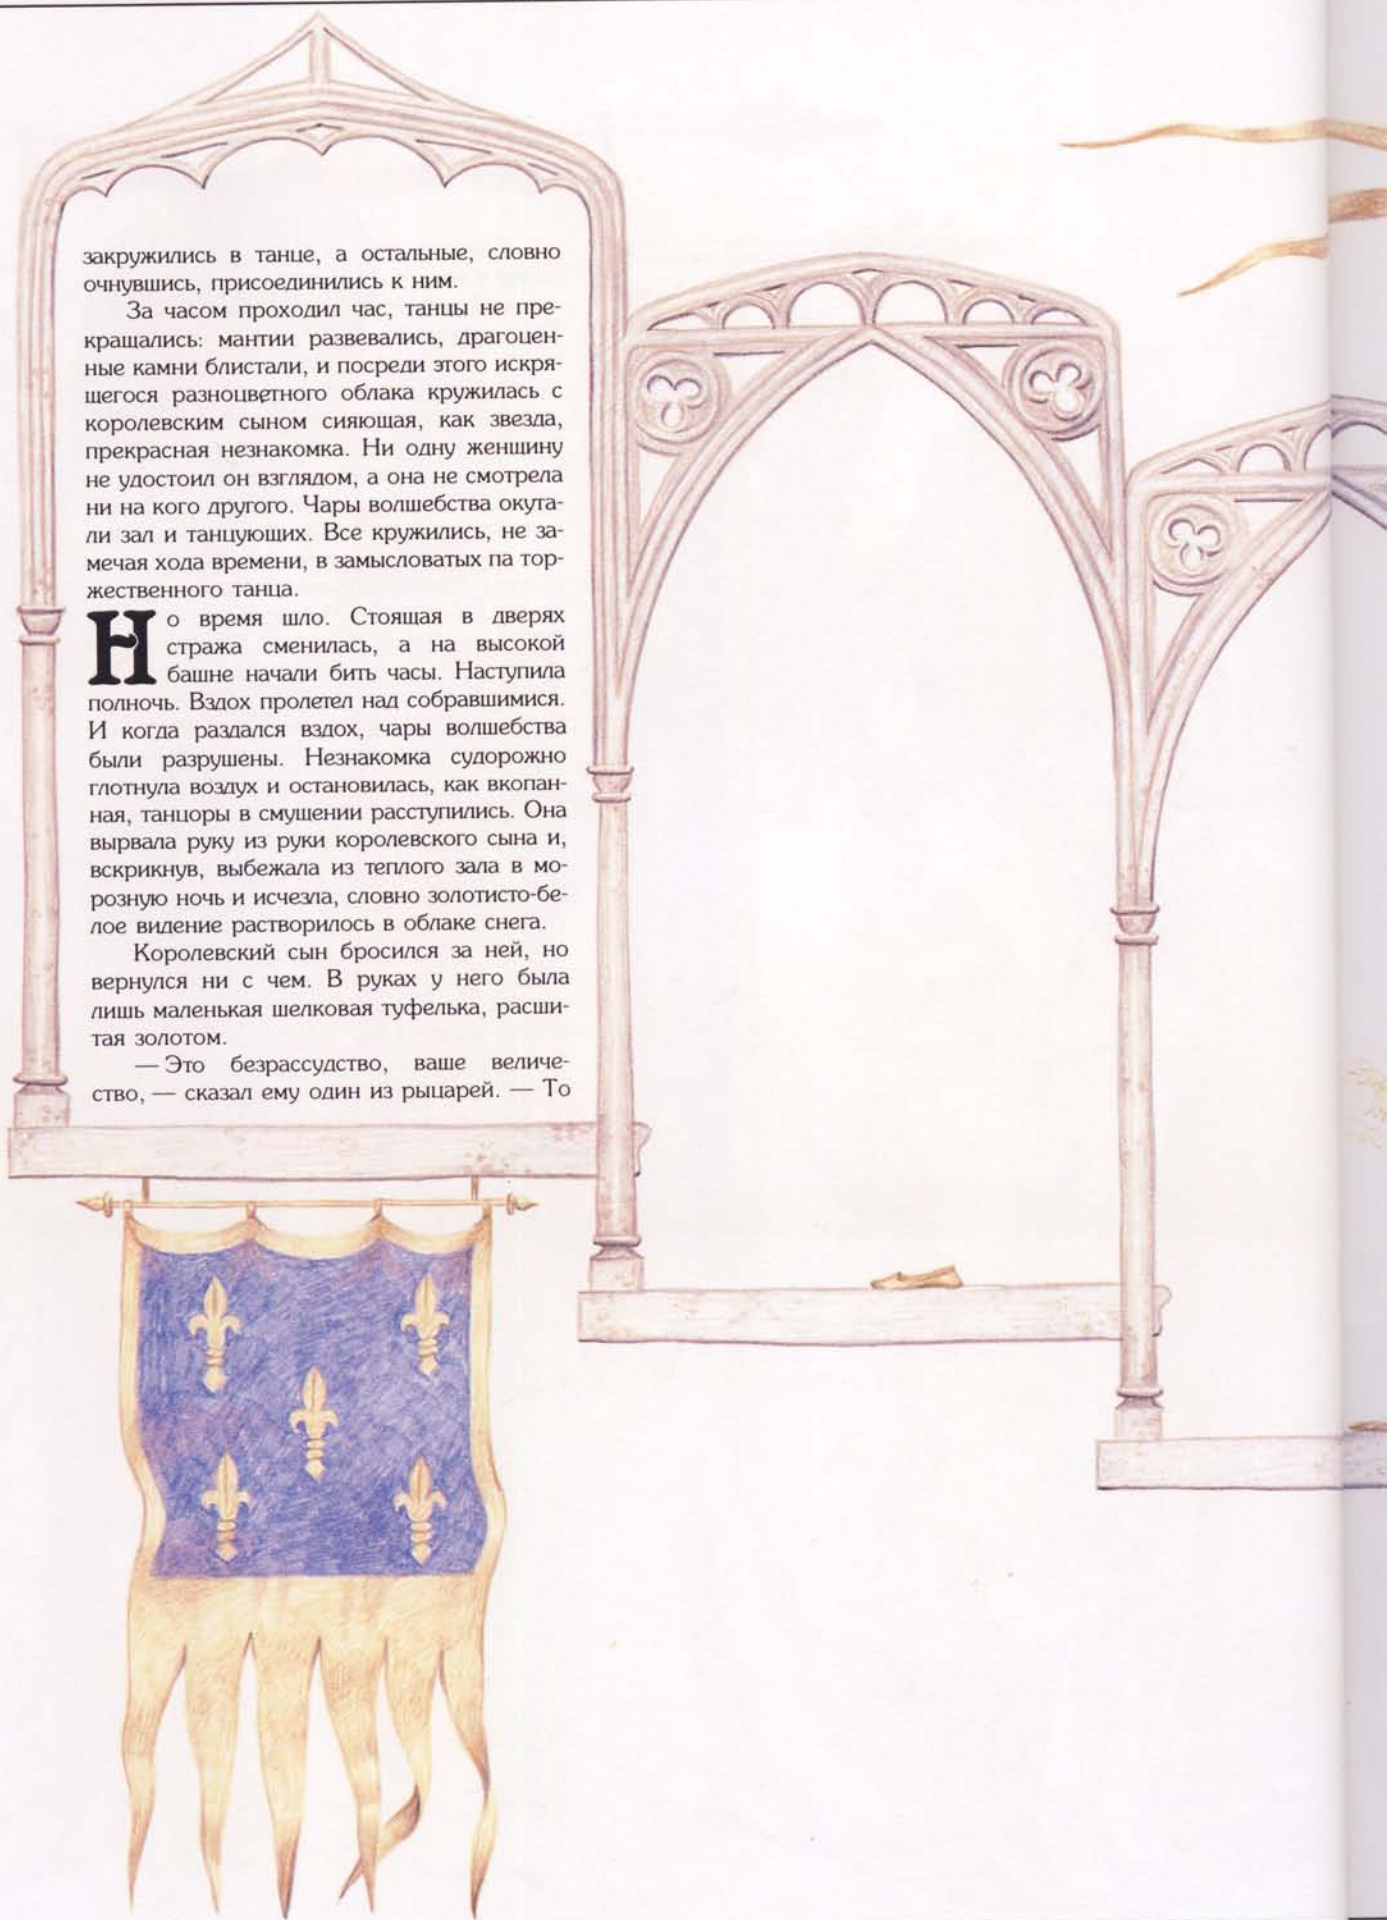 закружились в танце, а остальные, словно
очнувшись, присоединились к ним.
За часом проходил час, танцы не пре-
кращались: мантии развевались, драгоцен-
ные камни блистали, и посреди этого искря-
щегося разноцветного облака кружилась с
королевским сыном сияющая, как звезда,
прекрасная незнакомка. Ни одну женщину
не удостоил он взглядом, а она не смотрела
ни на кого другого. Чары волшебства окута-
ли зал и танцующих. Все кружились, не за-
мечая хода времени, в замысловатых па тор-
жественного танца.
Но время шло. Стоящая в дверях
стража сменилась, а на высокой
башне начали бить часы. Наступила
полночь. Вздох пролетел над собравшимися.
И когда раздался вздох, чары волшебства
были разрушены. Незнакомка судорожно
глотнула воздух и остановилась, как вкопан-
ная, танцоры в смущении расступились. Она
вырвала руку из руки королевского сына и,
вскрикнув, выбежала из теплого зала в мо-
розную ночь и исчезла, словно золотисто-бе-
лое видение растворилось в облаке снега.
Королевский сын бросился за ней, но
вернулся ни с чем. В руках у него была
лишь маленькая шелковая туфелька, расши-
тая золотом.
— Это безрассудство, ваше величе-
ство, — сказал ему один из рыцарей. — То